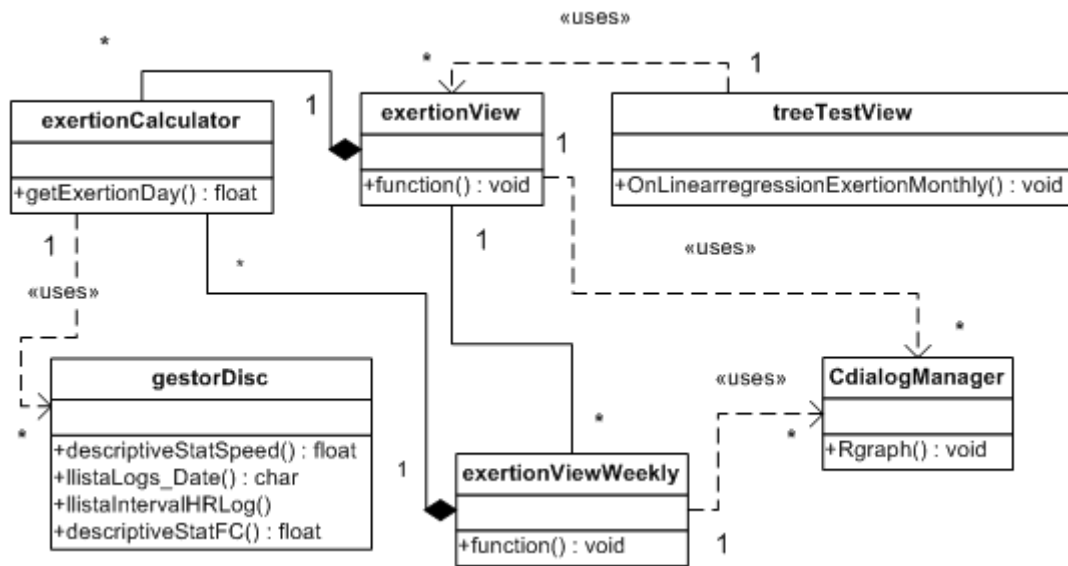 «uses»
*
*
1
1
exertionCalculator
+getExertionDay() : float
exertionView
+function() : void
treeTestView
+OnLinearregressionExertionMonthly() : void
1
1
1
*
«uses»
«uses»
*
*
gestorDisc
+descriptiveStatSpeed() : float
+llistaLogs_Date() : char
+llistaIntervalHRLog()
+descriptiveStatFC() : float
CdialogManager
+Rgraph() : void
«uses»
*
*
1
exertionViewWeekly
+function() : void
1